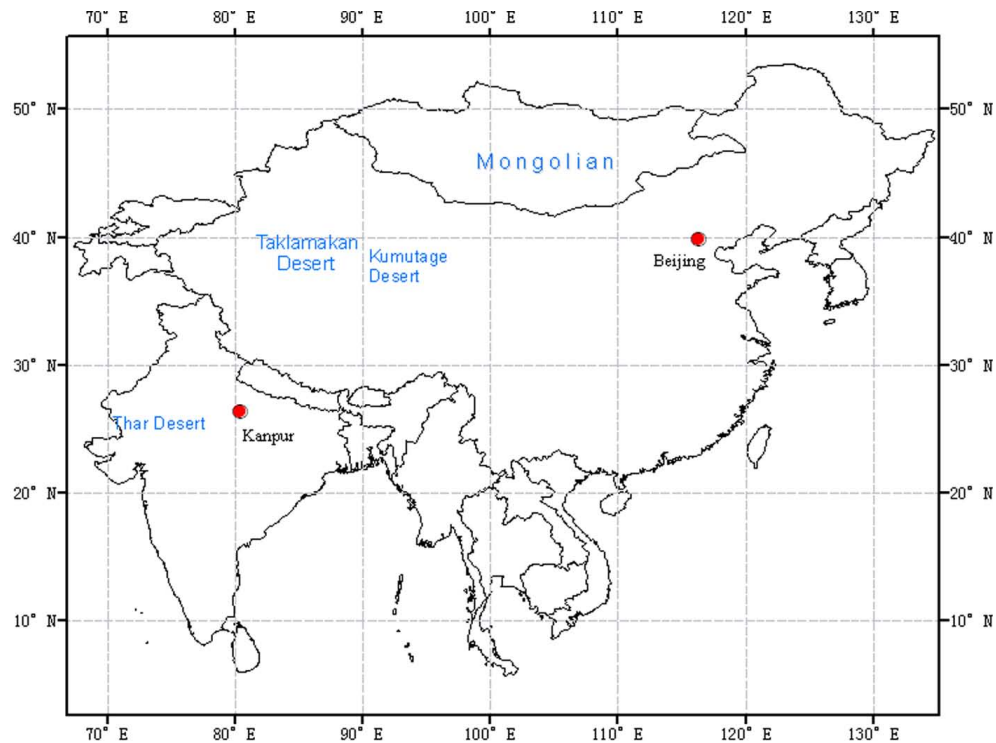 70° E 80° E 90° E 100° E 110° E 120° E 130° E
50° N 50° N
Mongolian
40° N 40° N
Taklamakan
Desert
Kumutage
Desert
Beijing
30° N 30° N
Thar Desert
Kanpur
20° N 20° N
10° N 10° N
70° E 80° E 90° E 100° E 110° E 120° E 130° E